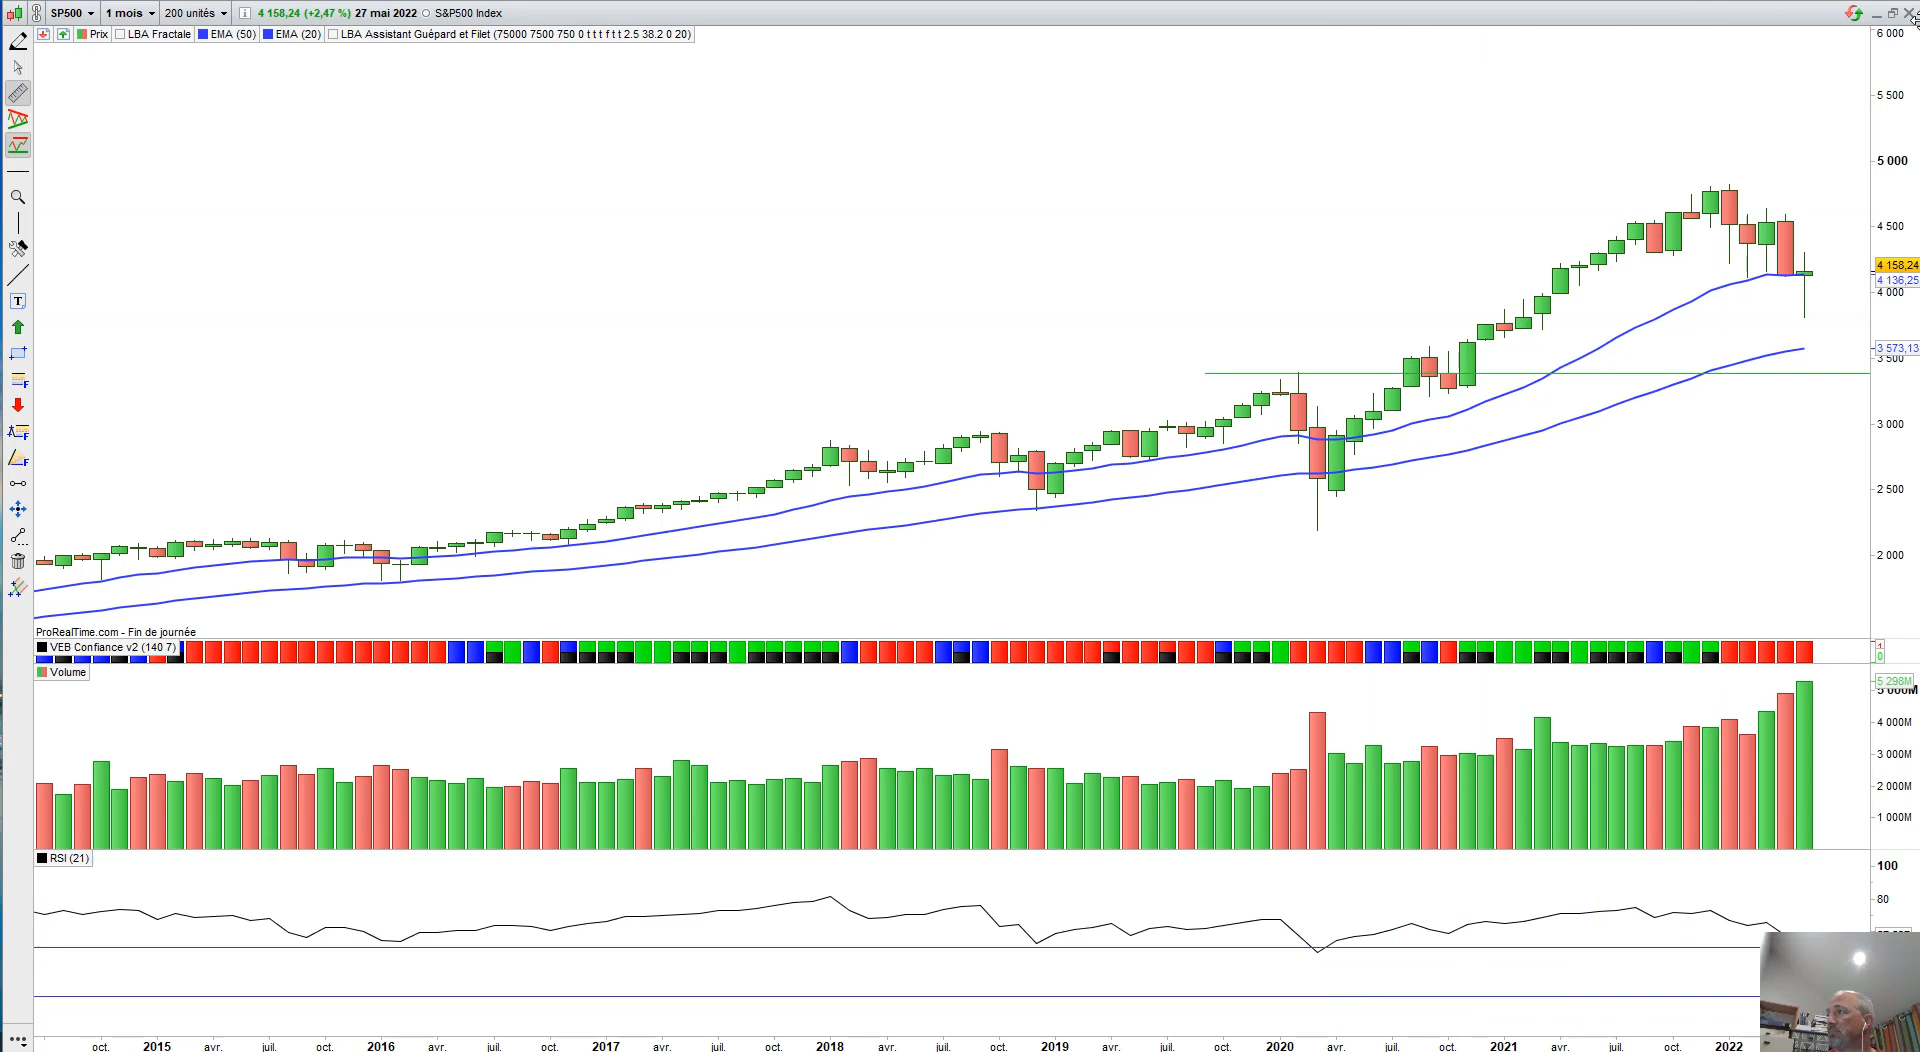 SP500 1 mois 200 unités i 4 158,24 (+2,47 %) 27 mai 2022 S&P500 Index
Prix LBA Fractale EMA (50) EMA (20) LBA Assistant Guépard et Filet (75000 7500 750 0 t t t f t t 2.5 38.2 0 20)
6 000
5 500
5 000
4 500
4 158,24
4 136,25
4 000
3 573,13
3 500
3 000
2 500
2 000
T
F
F
F
ProRealTime.com - Fin de journée
VEB Confiance v2 (140 7)
1
0
Volume
5 298M
5 000M
4 000M
3 000M
2 000M
1 000M
RSI (21)
100
80
oct. 2015 avr. juil. oct. 2016 avr. juil. oct. 2017 avr. juil. oct. 2018 avr. juil. oct. 2019 avr. juil. oct. 2020 avr. juil. oct. 2021 avr. juil. oct. 2022